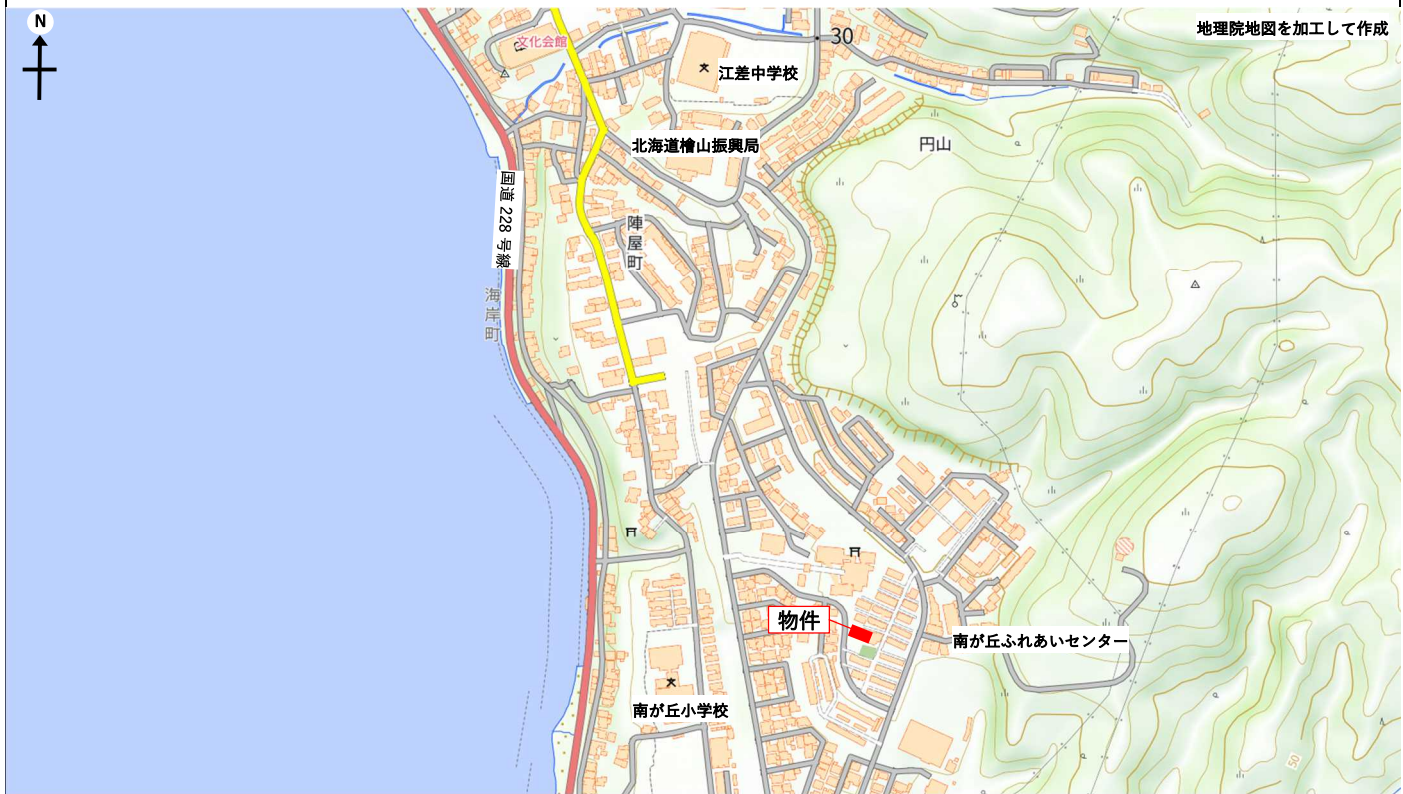 N
地理院地図を加工して作成
文化会館
30
江差中学校
北海道檜山振興局
円山
国道 228 号線
陣屋町
海岸町
物件
南が丘ふれあいセンター
南が丘小学校
50